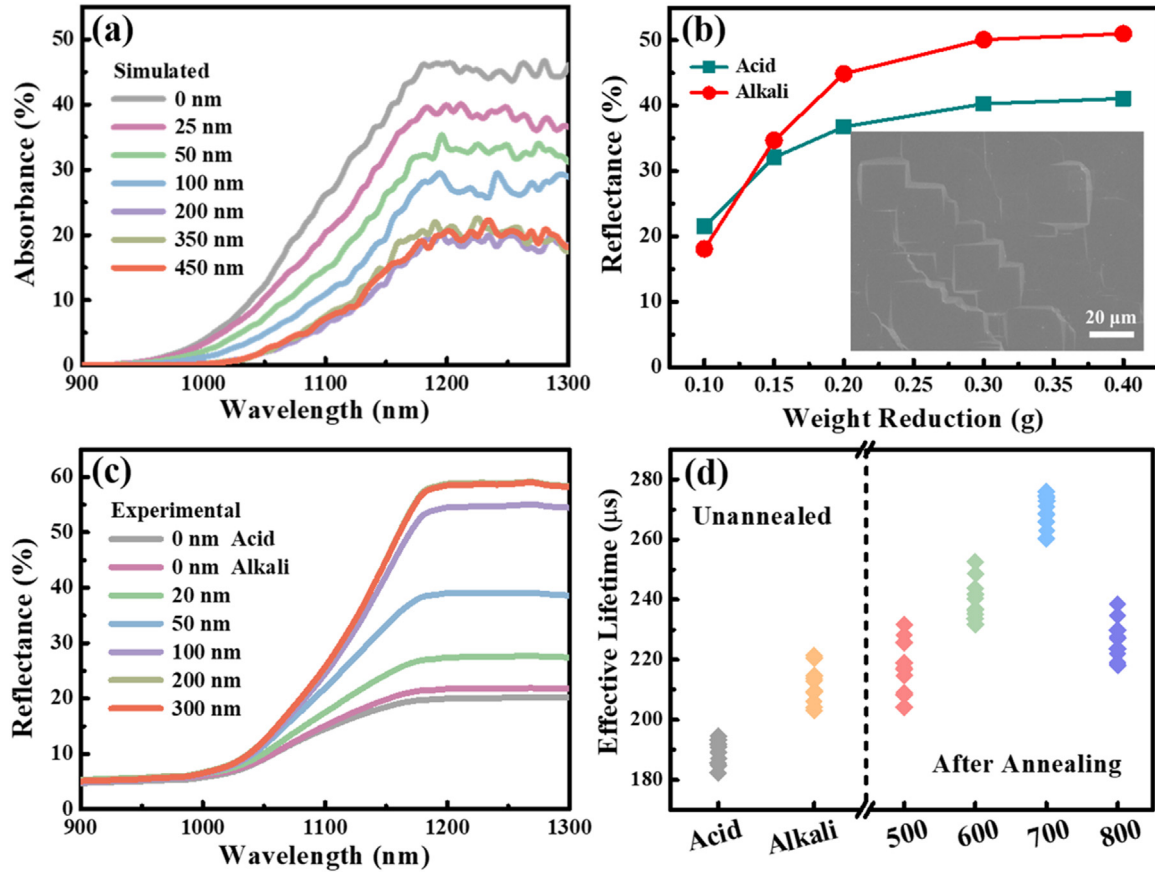 (a)
Simulated
0 nm
25 nm
50 nm
100 nm
200 nm
350 nm
450 nm
Absorbance (%)
50
40
30
20
10
0
900
1000
1100
1200
1300
Wavelength (nm)
(b)
Acid
Alkali
Reflectance (%)
50
40
30
20
10
0
20 μm
0.10
0.15
0.20
0.25
0.30
0.35
0.40
Weight Reduction (g)
(c)
Experimental
0 nm Acid
0 nm Alkali
20 nm
50 nm
100 nm
200 nm
300 nm
Reflectance (%)
60
50
40
30
20
10
0
900
1000
1100
1200
1300
Wavelength (nm)
(d)
Unannealed
After Annealing
Effective Lifetime (μs)
280
260
240
220
200
180
Acid
Alkali
500
600
700
800